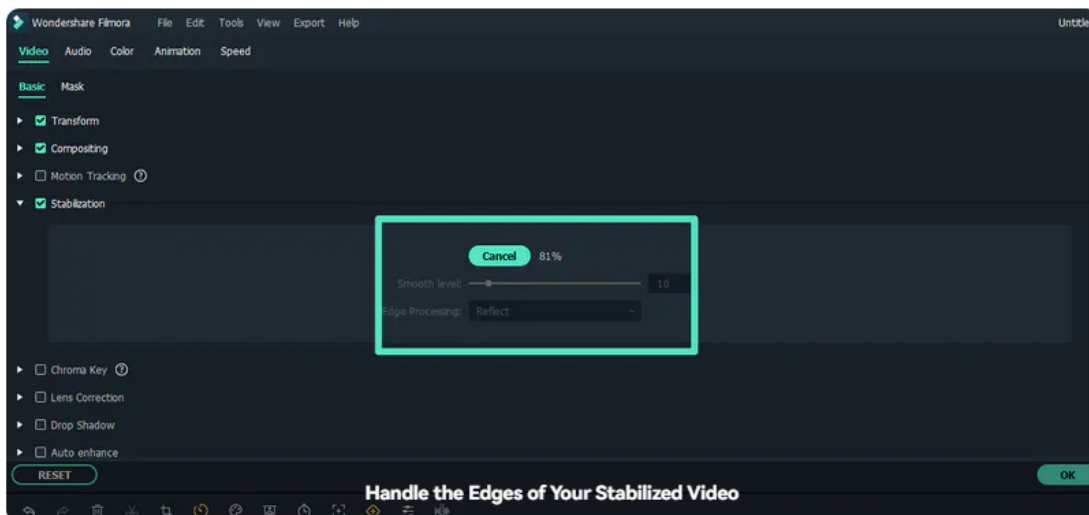 Wondershare Filmora File Edit Tools View Export Help Untitle
Video Audio Color Animation Speed
Basic Mask
Transform
Compositing
Motion Tracking ?
Stabilization
Cancel 81%
Smooth level: 10
Edge Processing: Reflect
Chroma Key ?
Lens Correction
Drop Shadow
Auto enhance
RESET OK
Handle the Edges of Your Stabilized Video